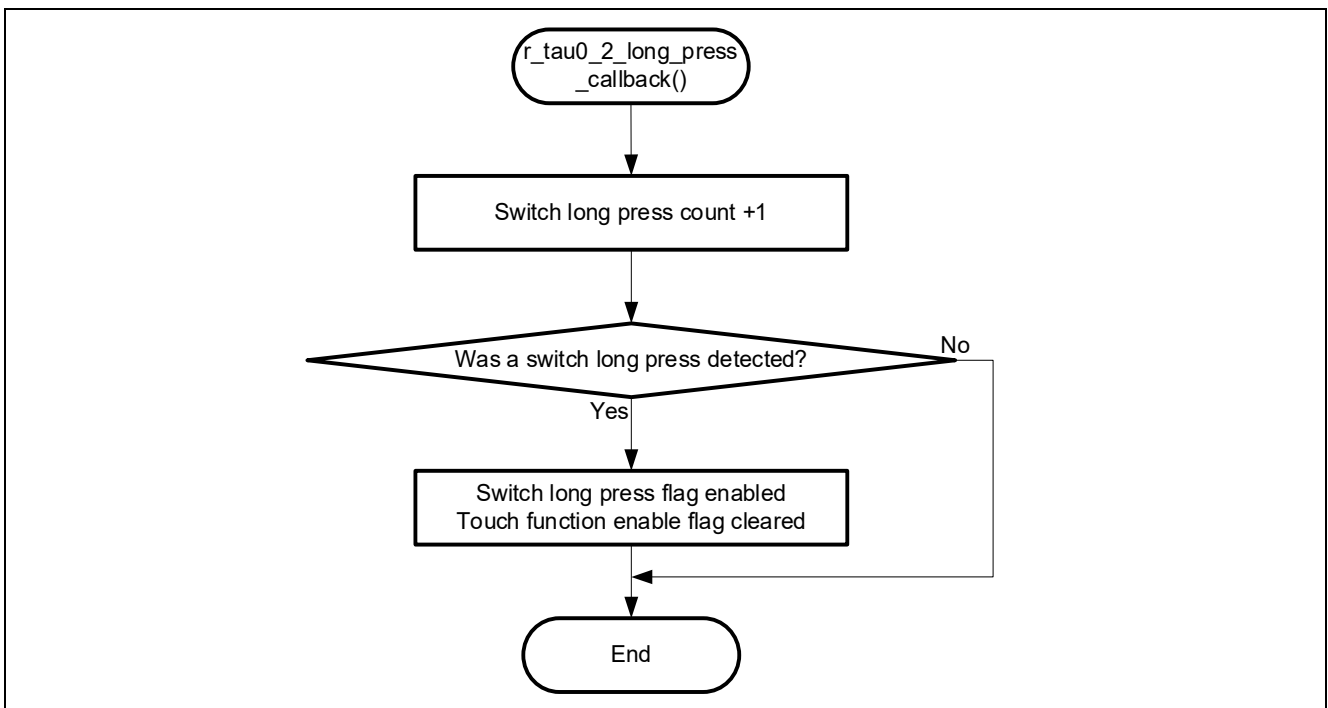 r_tau0_2_long_press
_callback()
Switch long press count +1
Was a switch long press detected?
No
Yes
Switch long press flag enabled
Touch function enable flag cleared
End